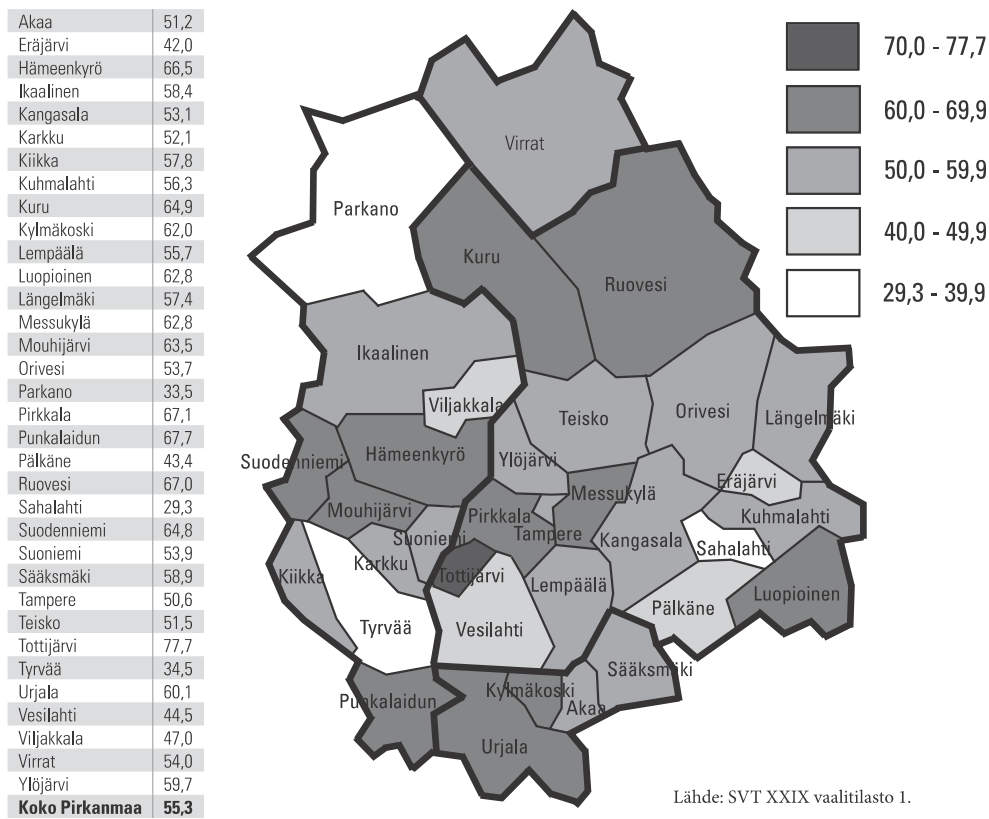 Akaa 51,2
Eräjärvi 42,0
Hämeenkyrö 66,5
Ikaalinen 58,4
Kangasala 53,1
Karkku 52,1
Kiikka 57,8
Kuhmalahti 56,3
Kuru 64,9
Kylmäkoski 62,0
Lempäälä 55,7
Luopioinen 62,8
Längelmäki 57,4
Messukylä 62,8
Mouhijärvi 63,5
Orivesi 53,7
Parkano 33,5
Pirkkala 67,1
Punkalaidun 67,7
Pälkäne 43,4
Ruovesi 67,0
Sahalahti 29,3
Suodenniemi 64,8
Suoniemi 53,9
Sääksmäki 58,9
Tampere 50,6
Teisko 51,5
Tottijärvi 77,7
Tyrvää 34,5
Urjala 60,1
Vesilahti 44,5
Viljakkala 47,0
Virrat 54,0
Ylöjärvi 59,7
Koko Pirkanmaa 55,3
Virrat
Parkano
Kuru
Ruovesi
Ikaalinen
Viljakkala
Teisko
Orivesi
Längelmäki
Hämeenkyrö
Suodenniemi
Ylöjärvi
Eräjärvi
Messukylä
Mouhijärvi
Pirkkala
Kuhmalahti
Tampere
Suoniemi
Kangasala
Sahalahti
Karkku
Kiikka
Tottijärvi
Lempäälä
Luopioinen
Pälkäne
Tyrvää
Vesilahti
Sääksmäki
Kylmäkoski
Punkalaidun
Akaa
Urjala
70,0 - 77,7
60,0 - 69,9
50,0 - 59,9
40,0 - 49,9
29,3 - 39,9
Lähde: SVT XXIX vaalitilasto 1.